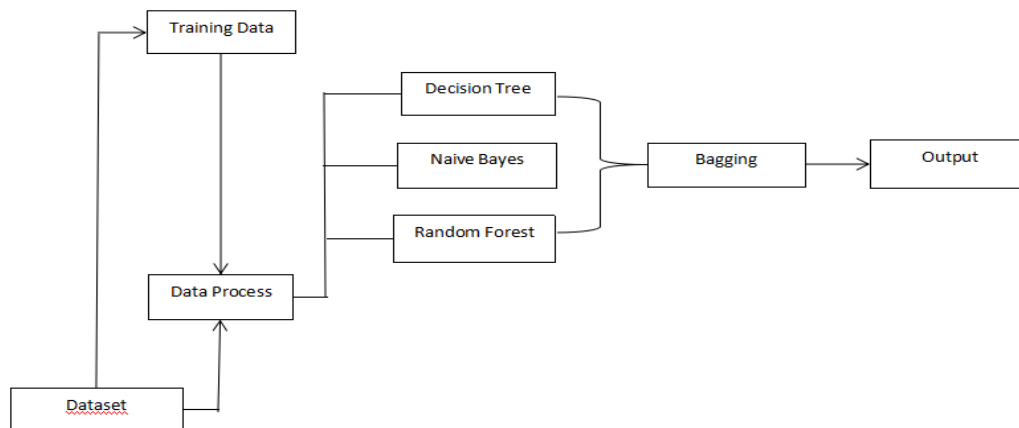 Training Data
Decision Tree
Naive Bayes
Bagging
Output
Random Forest
Data Process
Dataset